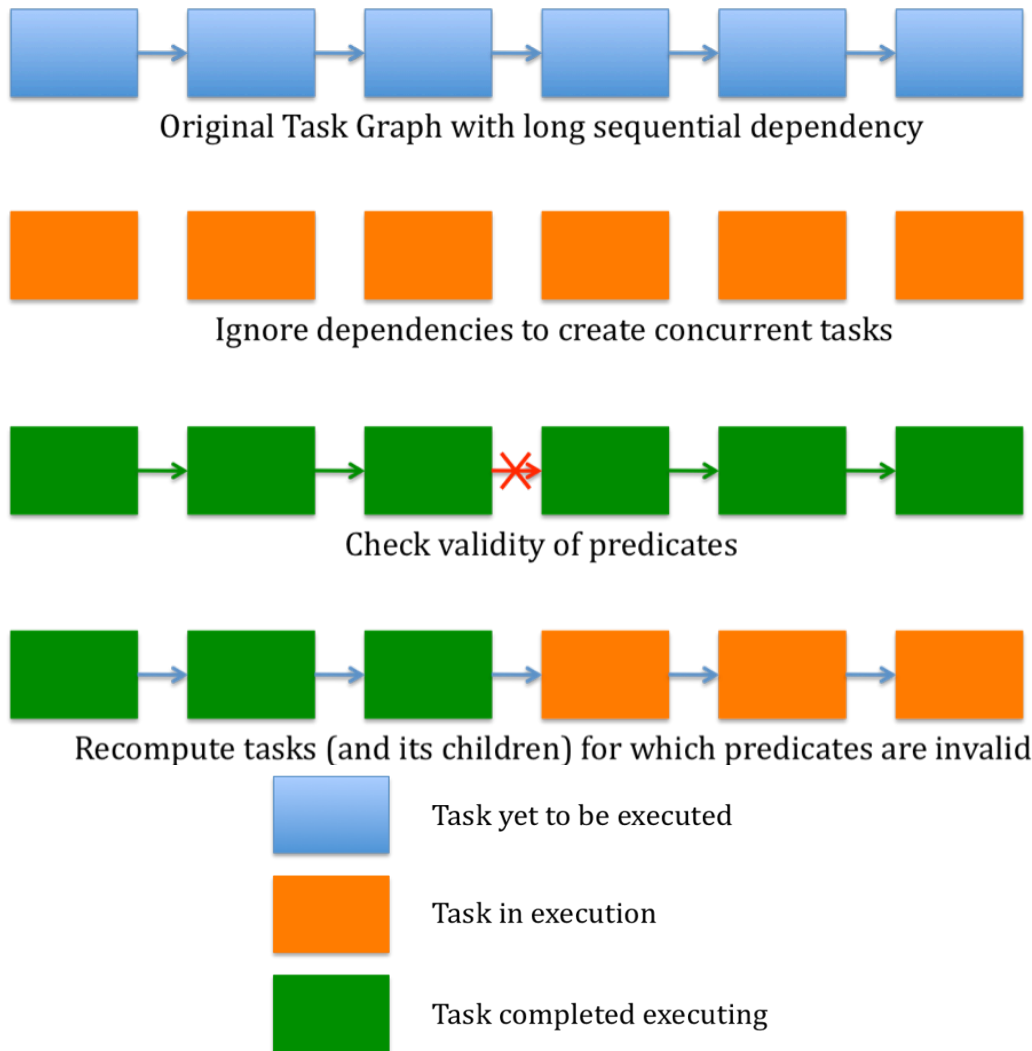 Original Task Graph with long sequential dependency
Ignore dependencies to create concurrent tasks
Check validity of predicates
Recompute tasks (and its children) for which predicates are invalid
Task yet to be executed
Task in execution
Task completed executing